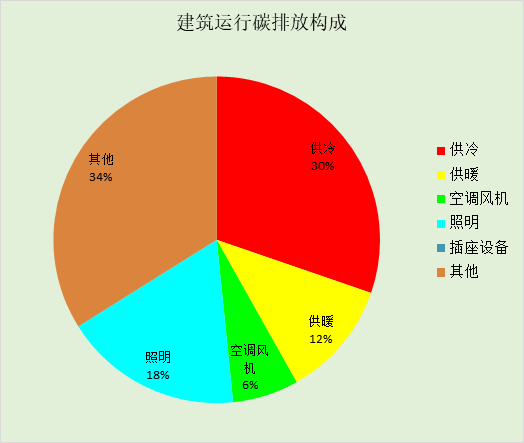 建筑运行碳排放构成
供冷
30%
供暖
12%
空调风
机
6%
照明
18%
其他
34%
供冷
供暖
空调风机
照明
插座设备
其他